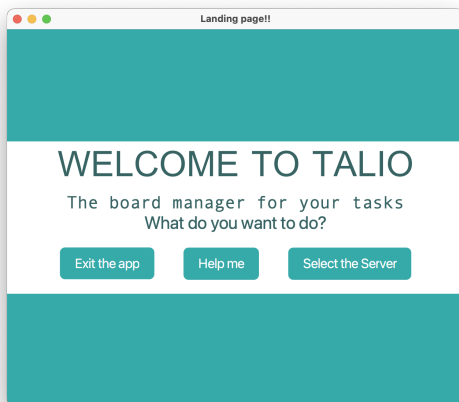 Landing page!!
WELCOME TO TALIO
The board manager for your tasks
What do you want to do?
Exit the app Help me Select the Server